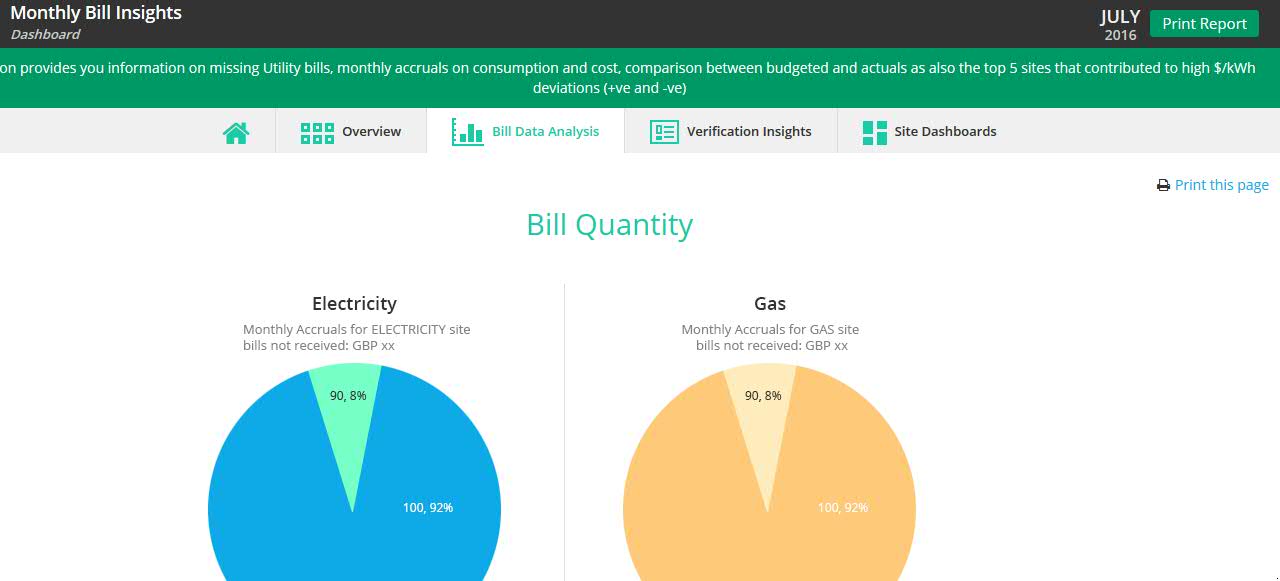 Monthly Bill Insights
Dashboard
JULY
2016
Print Report
on provides you information on missing Utility bills, monthly accruals on consumption and cost, comparison between budgeted and actuals as also the top 5 sites that contributed to high $/kWh
deviations (+ve and -ve)
Overview
Bill Data Analysis
Verification Insights
Site Dashboards
Print this page
Bill Quantity
Electricity
Monthly Accruals for ELECTRICITY site
bills not received: GBP xx
90, 8%
100, 92%
Gas
Monthly Accruals for GAS site
bills not received: GBP xx
90, 8%
100, 92%